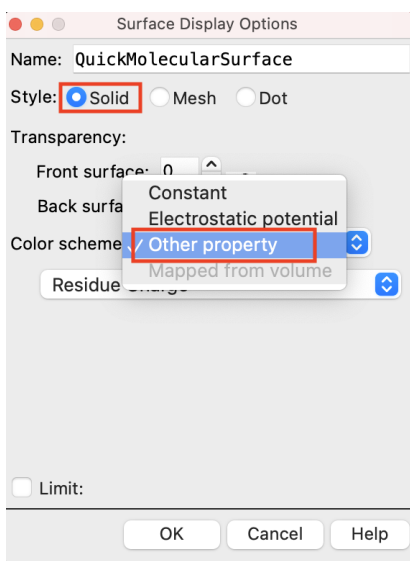 Surface Display Options
Name: QuickMolecularSurface
Style: Solid Mesh Dot
Transparency:
Front surface: 0
Constant
Back surfa
Electrostatic potential
Color scheme ✓ Other property
Mapped from volume
Residue Charge
Limit:
OK Cancel Help